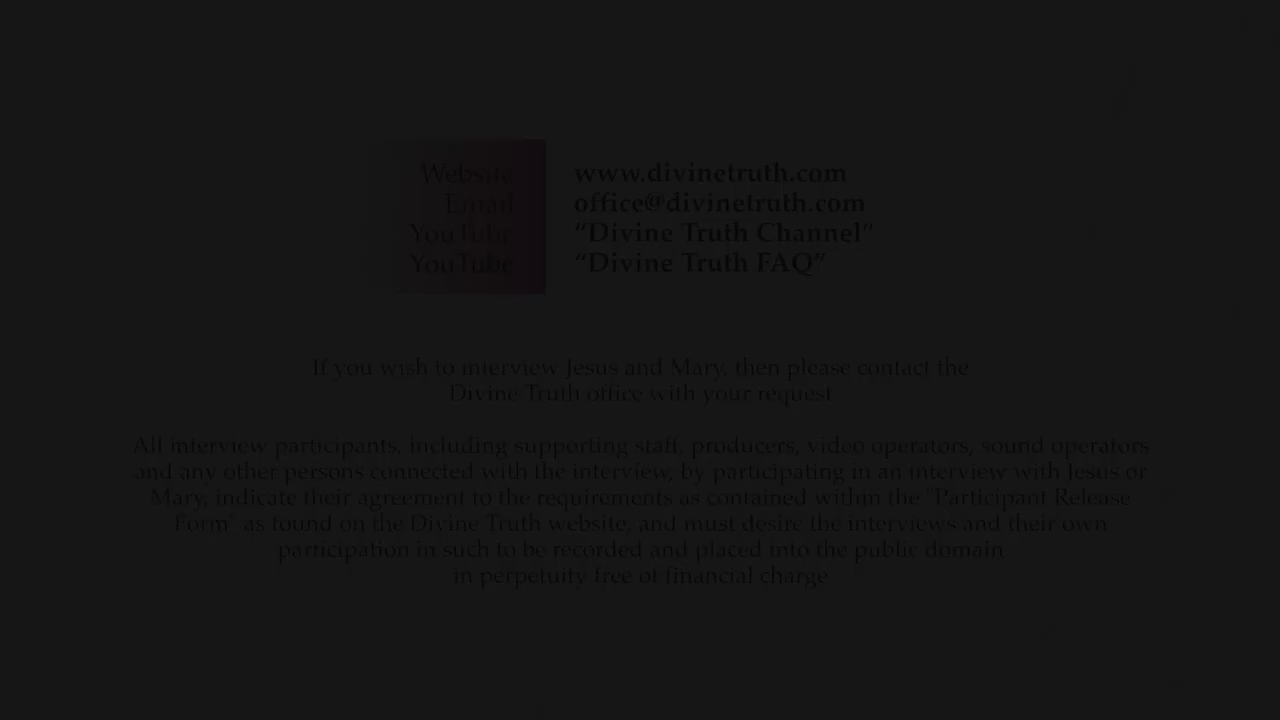 Website www.divinetruth.com
Email office@divinetruth.com
YouTube “Divine Truth Channel”
YouTube “Divine Truth FAQ”
If you wish to interview Jesus and Mary, then please contact the
Divine Truth office with your request
All interview participants, including supporting staff, producers, video operators, sound operators
and any other persons connected with the interview, by participating in an interview with Jesus or
Mary, indicate their agreement to the requirements as contained within the "Participant Release
Form" as found on the Divine Truth website, and must desire the interviews and their own
participation in such to be recorded and placed into the public domain
in perpetuity free of financial charge